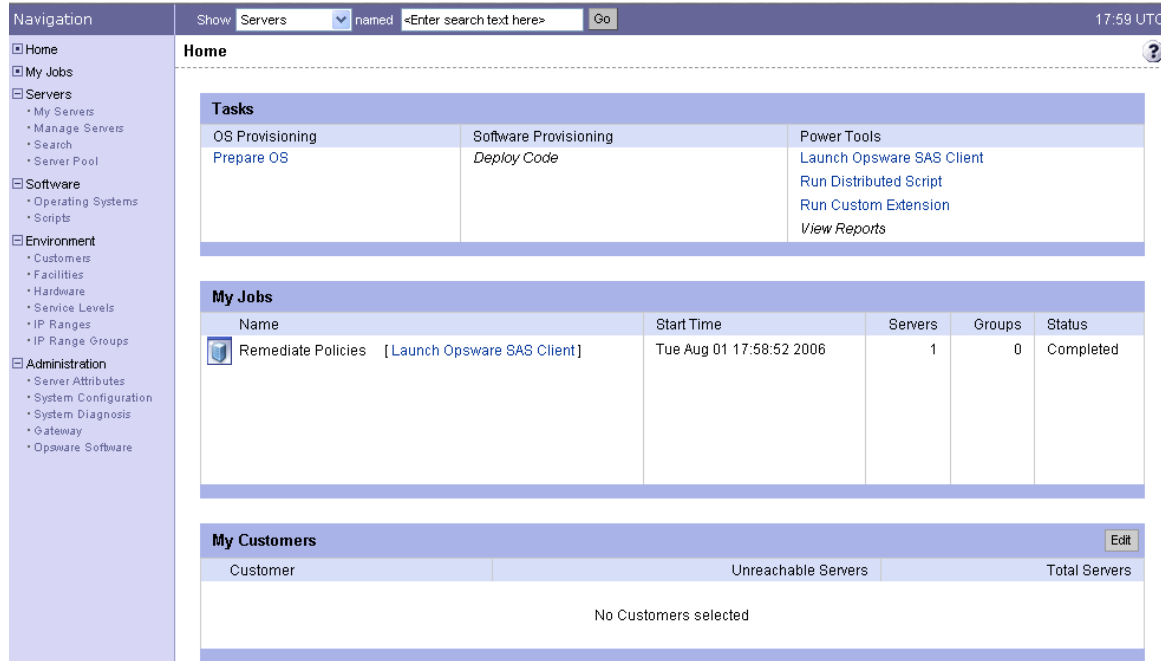 Navigation
Show Servers named <Enter search text here> Go 17:59 UTC
Home
My Jobs
Servers
• My Servers
• Manage Servers
• Search
• Server Pool
Software
• Operating Systems
• Scripts
Environment
• Customers
• Facilities
• Hardware
• Service Levels
• IP Ranges
• IP Range Groups
Administration
• Server Attributes
• System Configuration
• System Diagnosis
• Gateway
• Opsware Software
Home ?
Tasks
OS Provisioning Software Provisioning Power Tools
Prepare OS Deploy Code Launch Opsware SAS Client
Run Distributed Script
Run Custom Extension
View Reports
My Jobs
Name Start Time Servers Groups Status
Remediate Policies [ Launch Opsware SAS Client ] Tue Aug 01 17:58:52 2006 1 0 Completed
My Customers Edit
Customer Unreachable Servers Total Servers
No Customers selected